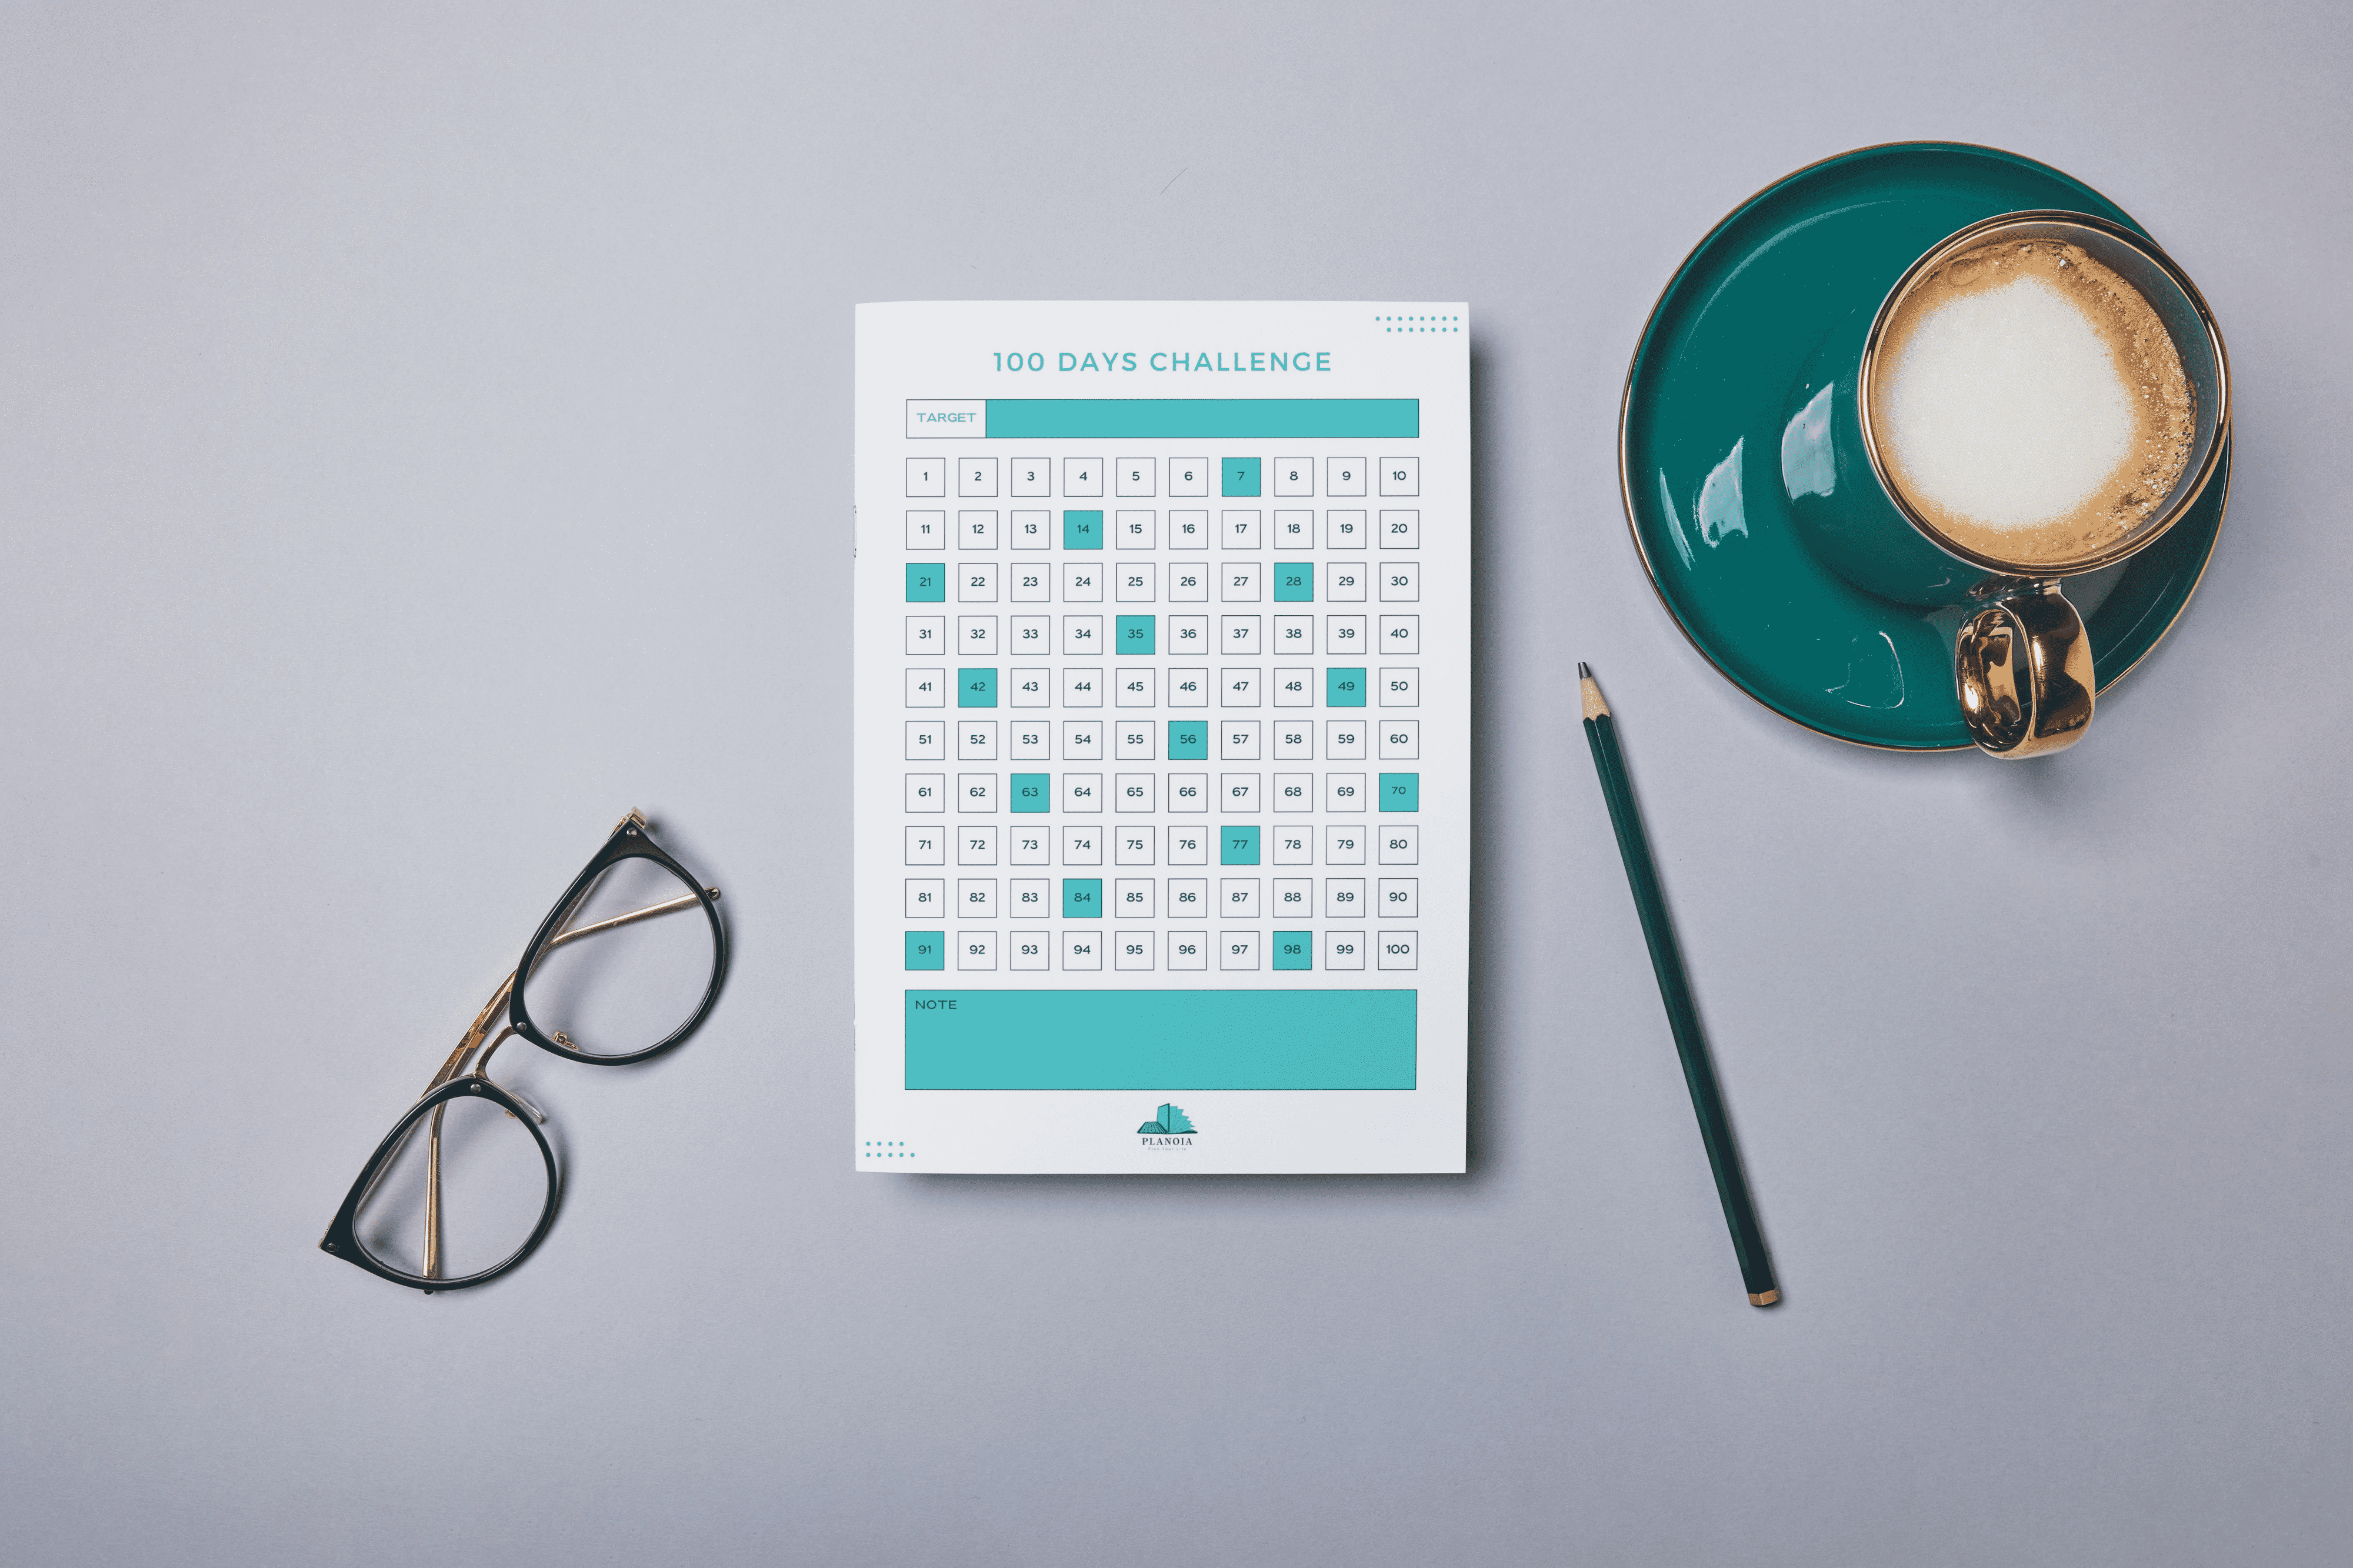 100 DAYS CHALLENGE
TARGET
1 2 3 4 5 6 7 8 9 10
11 12 13 14 15 16 17 18 19 20
21 22 23 24 25 26 27 28 29 30
31 32 33 34 35 36 37 38 39 40
41 42 43 44 45 46 47 48 49 50
51 52 53 54 55 56 57 58 59 60
61 62 63 64 65 66 67 68 69 70
71 72 73 74 75 76 77 78 79 80
81 82 83 84 85 86 87 88 89 90
91 92 93 94 95 96 97 98 99 100
NOTE
PLANOIA
Plan Your Life